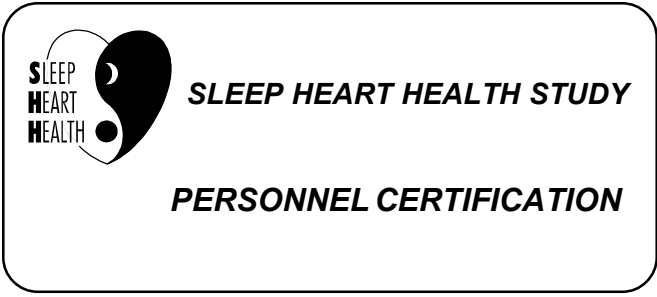 SLEEP
HEART
HEALTH
SLEEP HEART HEALTH STUDY
PERSONNEL CERTIFICATION